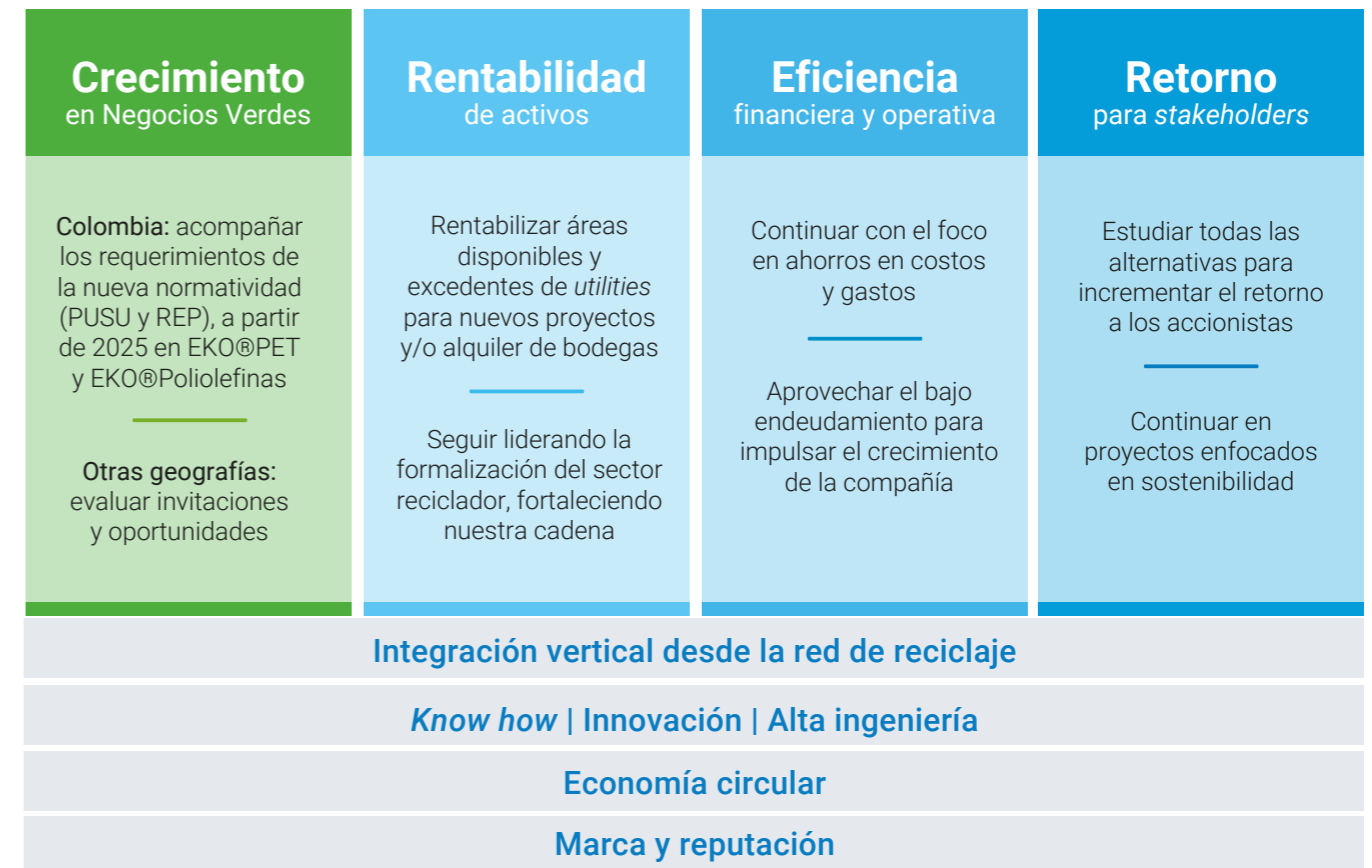 Crecimiento
en Negocios Verdes
Colombia: acompañar
los requerimientos de
la nueva normatividad
(PUSU y REP), a partir
de 2025 en EKO®PET
y EKO®Poliolefinas
Otras geografías:
evaluar invitaciones
y oportunidades
Rentabilidad
de activos
Rentabilizar áreas
disponibles y
excedentes de utilities
para nuevos proyectos
y/o alquiler de bodegas
Seguir liderando la
formalización del sector
reciclador, fortaleciendo
nuestra cadena
Eficiencia
financiera y operativa
Continuar con el foco
en ahorros en costos
y gastos
Aprovechar el bajo
endeudamiento para
impulsar el crecimiento
de la compañía
Retorno
para stakeholders
Estudiar todas las
alternativas para
incrementar el retorno
a los accionistas
Continuar en
proyectos enfocados
en sostenibilidad
Integración vertical desde la red de reciclaje
Know how | Innovación | Alta ingeniería
Economía circular
Marca y reputación